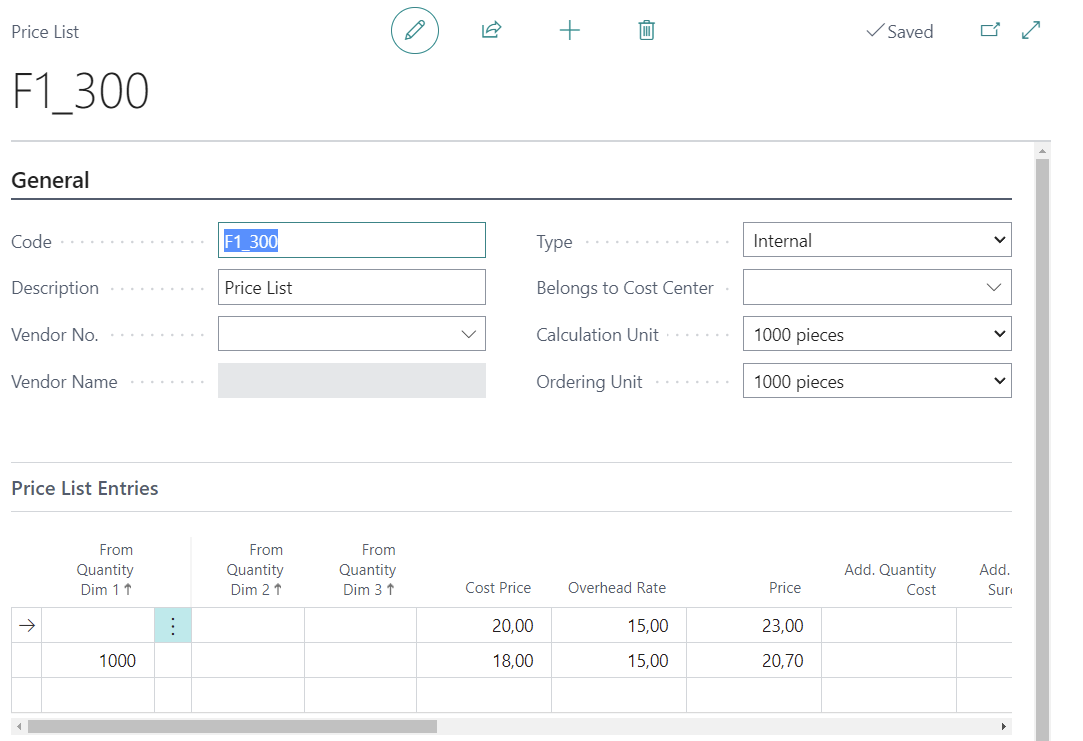 Price List
Saved
F1_300
General
Code F1_300 Type Internal
Description Price List Belongs to Cost Center
Vendor No. Calculation Unit 1000 pieces
Vendor Name Ordering Unit 1000 pieces
Price List Entries
From Quantity Dim 1↑ From Quantity Dim 2↑ From Quantity Dim 3↑ Cost Price Overhead Rate Price Add. Quantity Cost Add.
20,00 15,00 23,00
1000 18,00 15,00 20,70